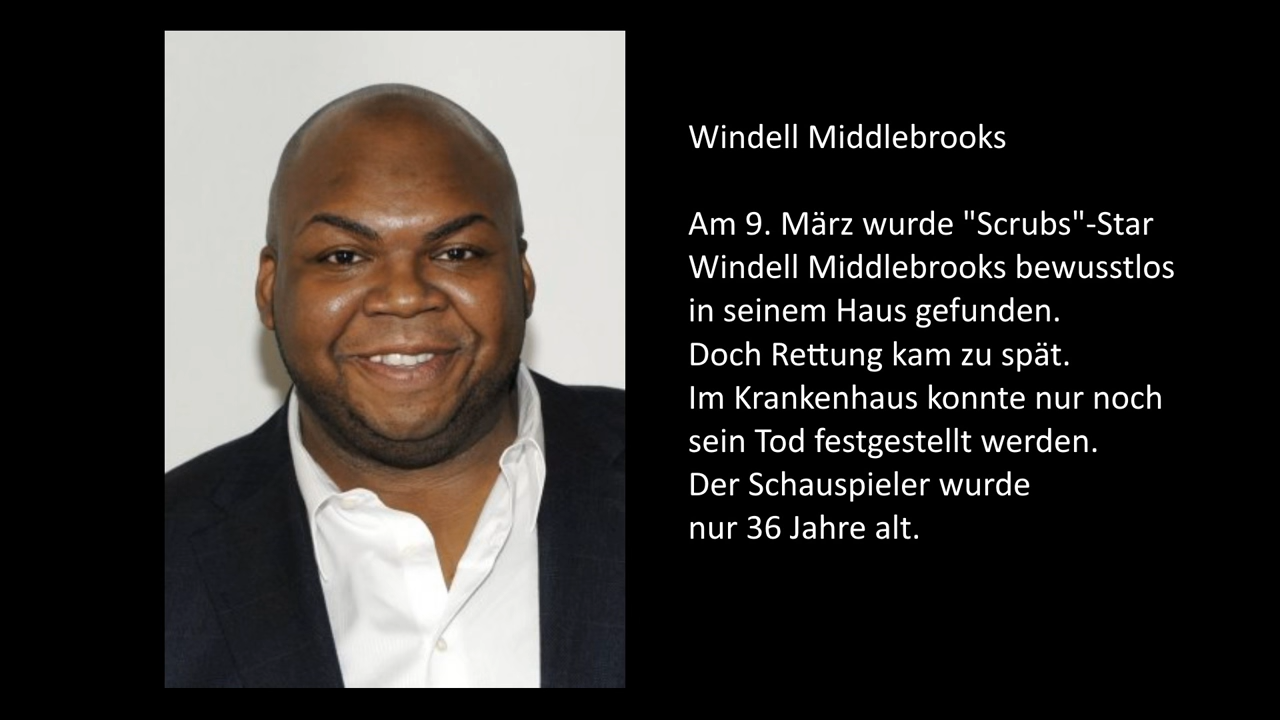 Windell Middlebrooks
Am 9. März wurde "Scrubs"-Star
Windell Middlebrooks bewusstlos
in seinem Haus gefunden.
Doch Rettung kam zu spät.
Im Krankenhaus konnte nur noch
sein Tod festgestellt werden.
Der Schauspieler wurde
nur 36 Jahre alt.